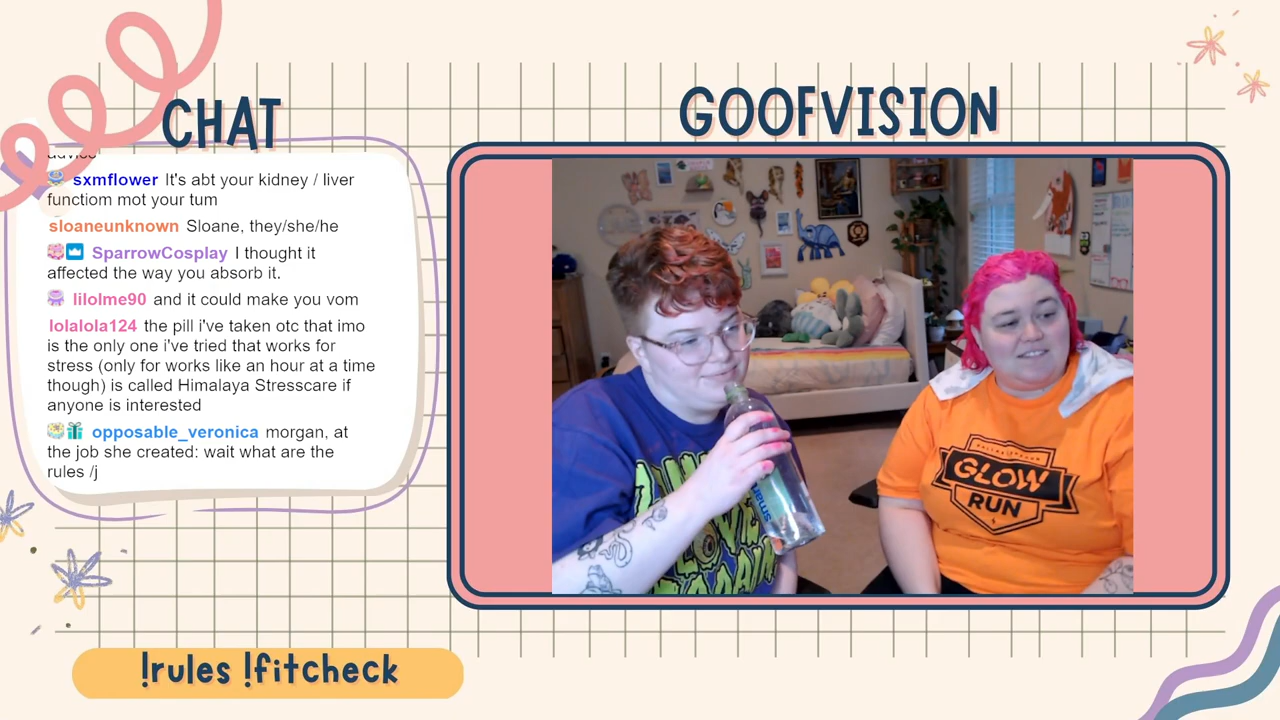 CHAT
GOOFVISION
sxmflower It's abt your kidney / liver
functiom mot your tum
sloaneunknown Sloane, they/she/he
SparrowCosplay I thought it
affected the way you absorb it.
lilolme90 and it could make you vom
lolalola124 the pill i've taken otc that imo
is the only one i've tried that works for
stress (only for works like an hour at a time
though) is called Himalaya Stresscare if
anyone is interested
opposable_veronica morgan, at
the job she created: wait what are the
rules /j
smart
GLOW
RUN
!rules !fitcheck